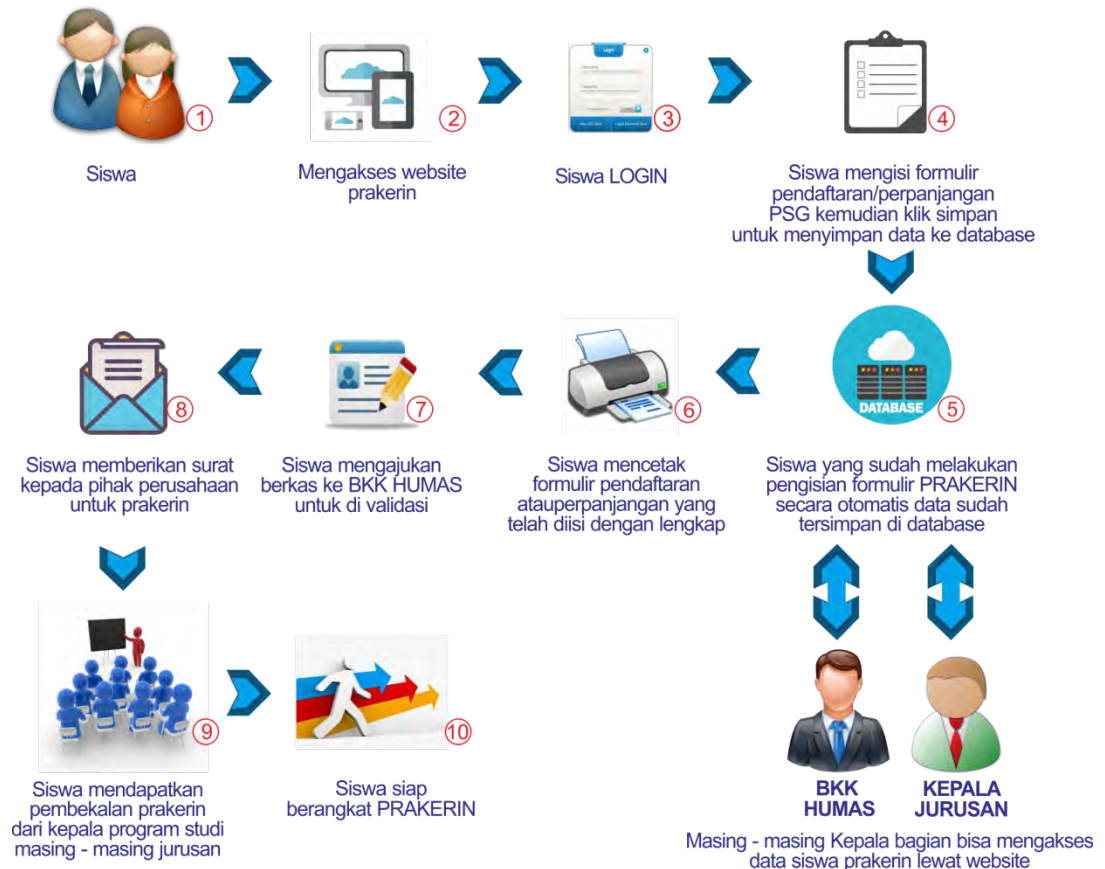 1
Siswa
2
Mengakses website
prakerin
Login
3
Siswa LOGIN
4
Siswa mengisi formulir
pendaftaran/perpanjangan
PSG kemudian klik simpan
untuk menyimpan data ke database
DATABASE
5
Siswa yang sudah melakukan
pengisian formulir PRAKERIN
secara otomatis data sudah
tersimpan di database
6
Siswa mencetak
formulir pendaftaran
atauperpanjangan yang
telah diisi dengan lengkap
7
Siswa mengajukan
berkas ke BKK HUMAS
untuk di validasi
8
Siswa memberikan surat
kepada pihak perusahaan
untuk prakerin
9
Siswa mendapatkan
pembekalan prakerin
dari kepala program studi
masing - masing jurusan
10
Siswa siap
berangkat PRAKERIN
BKK
HUMAS
KEPALA
JURUSAN
Masing - masing Kepala bagian bisa mengakses
data siswa prakerin lewat website